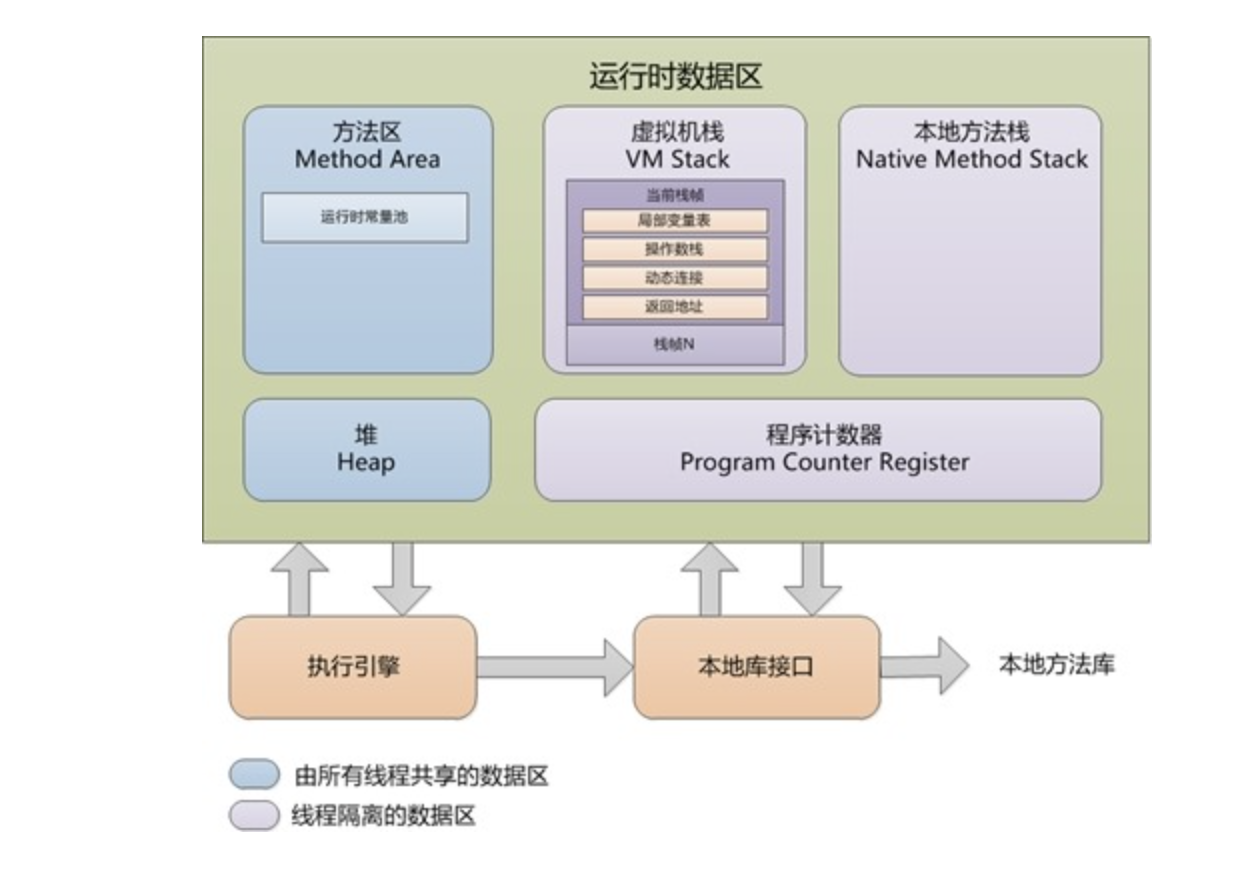 运行时数据区
方法区
Method Area
运行时常量池
虚拟机栈
VM Stack
当前栈帧
局部变量表
操作数栈
动态连接
返回地址
栈帧N
本地方法栈
Native Method Stack
堆
Heap
程序计数器
Program Counter Register
执行引擎
本地库接口
本地方法库
由所有线程共享的数据区
线程隔离的数据区